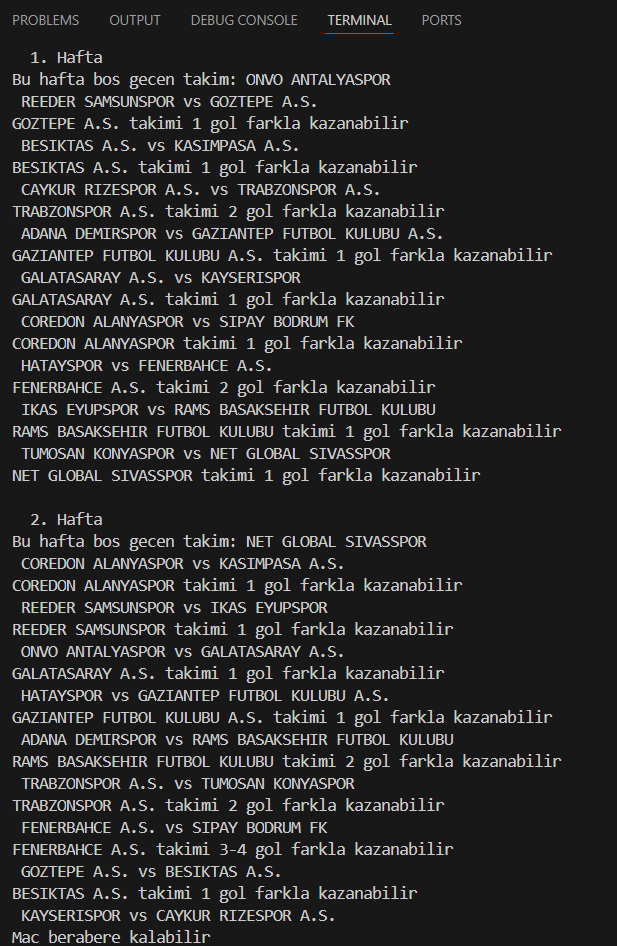 PROBLEMS OUTPUT DEBUG CONSOLE TERMINAL PORTS
1. Hafta
Bu hafta bos gecen takim: ONVO ANTALYASPOR
REEDER SAMSUNSPOR vs GOZTEPE A.S.
GOZTEPE A.S. takimi 1 gol farkla kazanabilir
BESIKTAS A.S. vs KASIMPASA A.S.
BESIKTAS A.S. takimi 1 gol farkla kazanabilir
CAYKUR RIZESPOR A.S. vs TRABZONSPOR A.S.
TRABZONSPOR A.S. takimi 2 gol farkla kazanabilir
ADANA DEMIRSPOR vs GAZIANTEP FUTBOL KULUBU A.S.
GAZIANTEP FUTBOL KULUBU A.S. takimi 1 gol farkla kazanabilir
GALATASARAY A.S. vs KAYSERISPOR
GALATASARAY A.S. takimi 1 gol farkla kazanabilir
COREDON ALANYASPOR vs SIPAY BODRUM FK
COREDON ALANYASPOR takimi 1 gol farkla kazanabilir
HATAYSPOR vs FENERBAHCE A.S.
FENERBAHCE A.S. takimi 2 gol farkla kazanabilir
IKAS EYUPSPOR vs RAMS BASAKSEHIR FUTBOL KULUBU
RAMS BASAKSEHIR FUTBOL KULUBU takimi 1 gol farkla kazanabilir
TUMOSAN KONYASPOR vs NET GLOBAL SIVASSPOR
NET GLOBAL SIVASSPOR takimi 1 gol farkla kazanabilir
2. Hafta
Bu hafta bos gecen takim: NET GLOBAL SIVASSPOR
COREDON ALANYASPOR vs KASIMPASA A.S.
COREDON ALANYASPOR takimi 1 gol farkla kazanabilir
REEDER SAMSUNSPOR vs IKAS EYUPSPOR
REEDER SAMSUNSPOR takimi 1 gol farkla kazanabilir
ONVO ANTALYASPOR vs GALATASARAY A.S.
GALATASARAY A.S. takimi 1 gol farkla kazanabilir
HATAYSPOR vs GAZIANTEP FUTBOL KULUBU A.S.
GAZIANTEP FUTBOL KULUBU A.S. takimi 1 gol farkla kazanabilir
ADANA DEMIRSPOR vs RAMS BASAKSEHIR FUTBOL KULUBU
RAMS BASAKSEHIR FUTBOL KULUBU takimi 2 gol farkla kazanabilir
TRABZONSPOR A.S. vs TUMOSAN KONYASPOR
TRABZONSPOR A.S. takimi 2 gol farkla kazanabilir
FENERBAHCE A.S. vs SIPAY BODRUM FK
FENERBAHCE A.S. takimi 3-4 gol farkla kazanabilir
GOZTEPE A.S. vs BESIKTAS A.S.
BESIKTAS A.S. takimi 1 gol farkla kazanabilir
KAYSERISPOR vs CAYKUR RIZESPOR A.S.
Mac berabere kalabilir